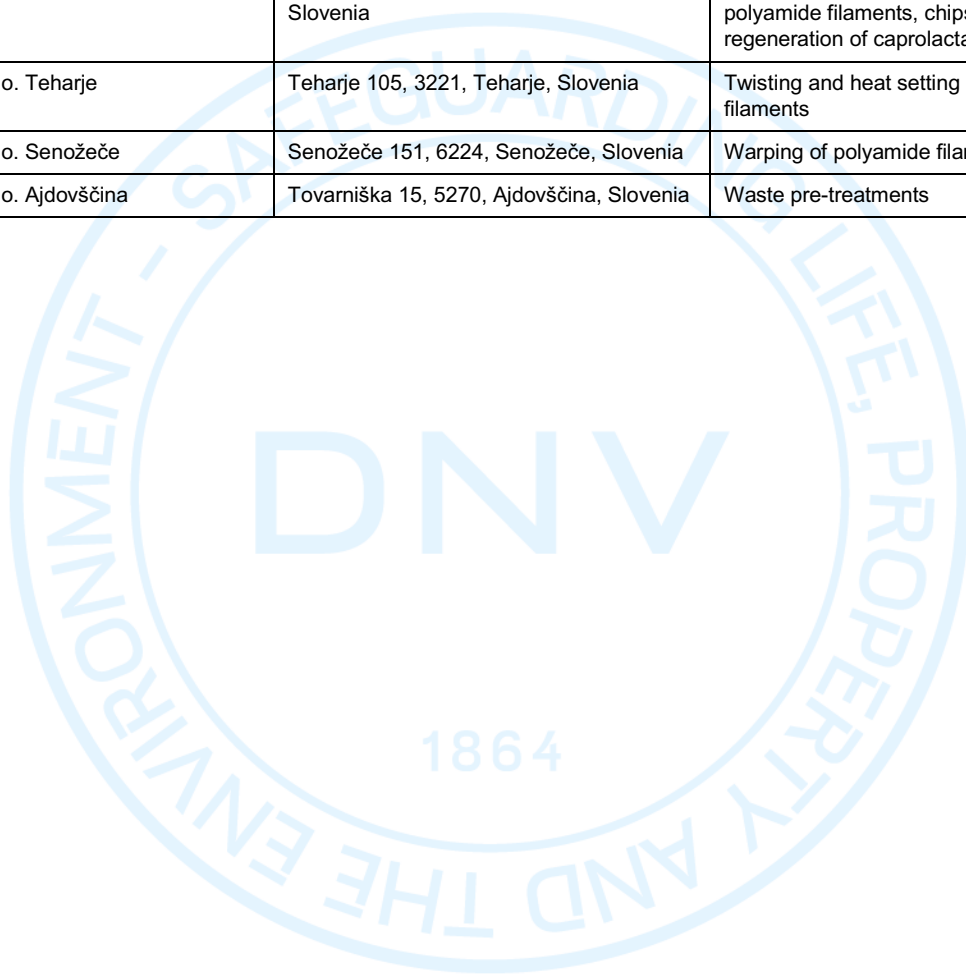 Slovenia
polyamide filaments, chips
regeneration of caprolacta
o. Teharje
Teharje 105, 3221, Teharje, Slovenia
Twisting and heat setting
filaments
o. Senožeče
Senožeče 151, 6224, Senožeče, Slovenia
Warping of polyamide fila
o. Ajdovščina
Tovarniška 15, 5270, Ajdovščina, Slovenia
Waste pre-treatments
SAFEGUARDING LIFE, PROPERTY AND THE ENVIRONMENT -
DNV
1864